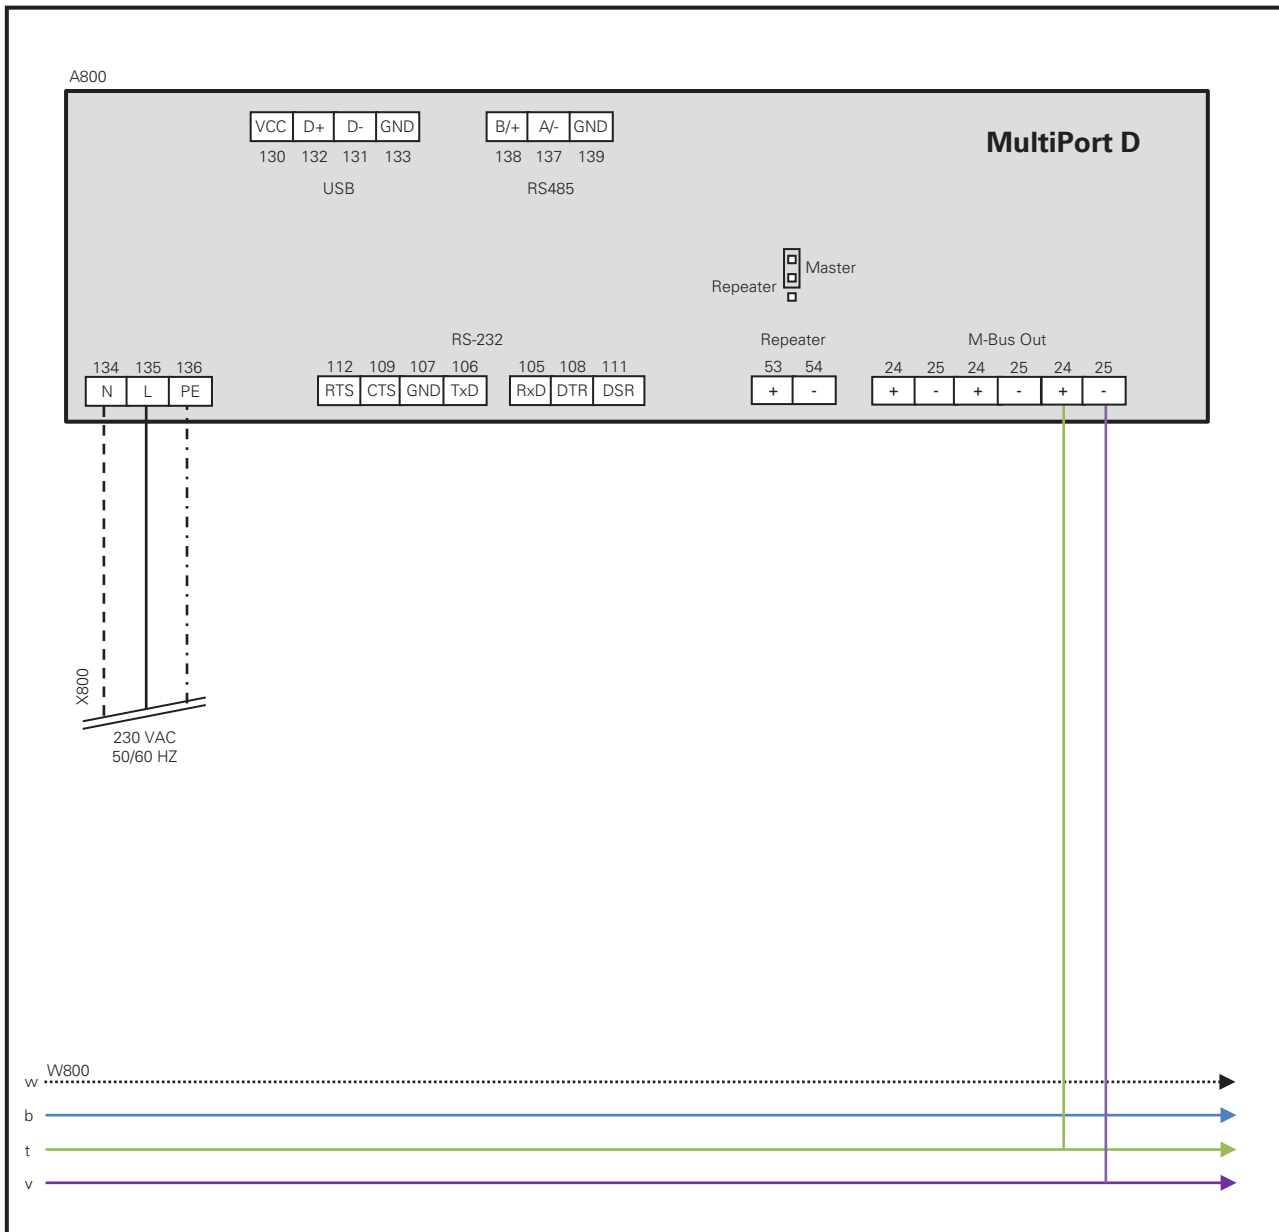 A800
VCC D+ D- GND B/+ A/- GND
MultiPort D
130 132 131 133 138 137 139
USB RS485
Master
Repeater
RS-232 Repeater M-Bus Out
134 135 136 112 109 107 106 105 108 111 53 54 24 25 24 25 24 25
N L PE RTS CTS GND TxD RxD DTR DSR + - + - + - + -
X800
230 VAC
50/60 HZ
W800
w
b
t
v